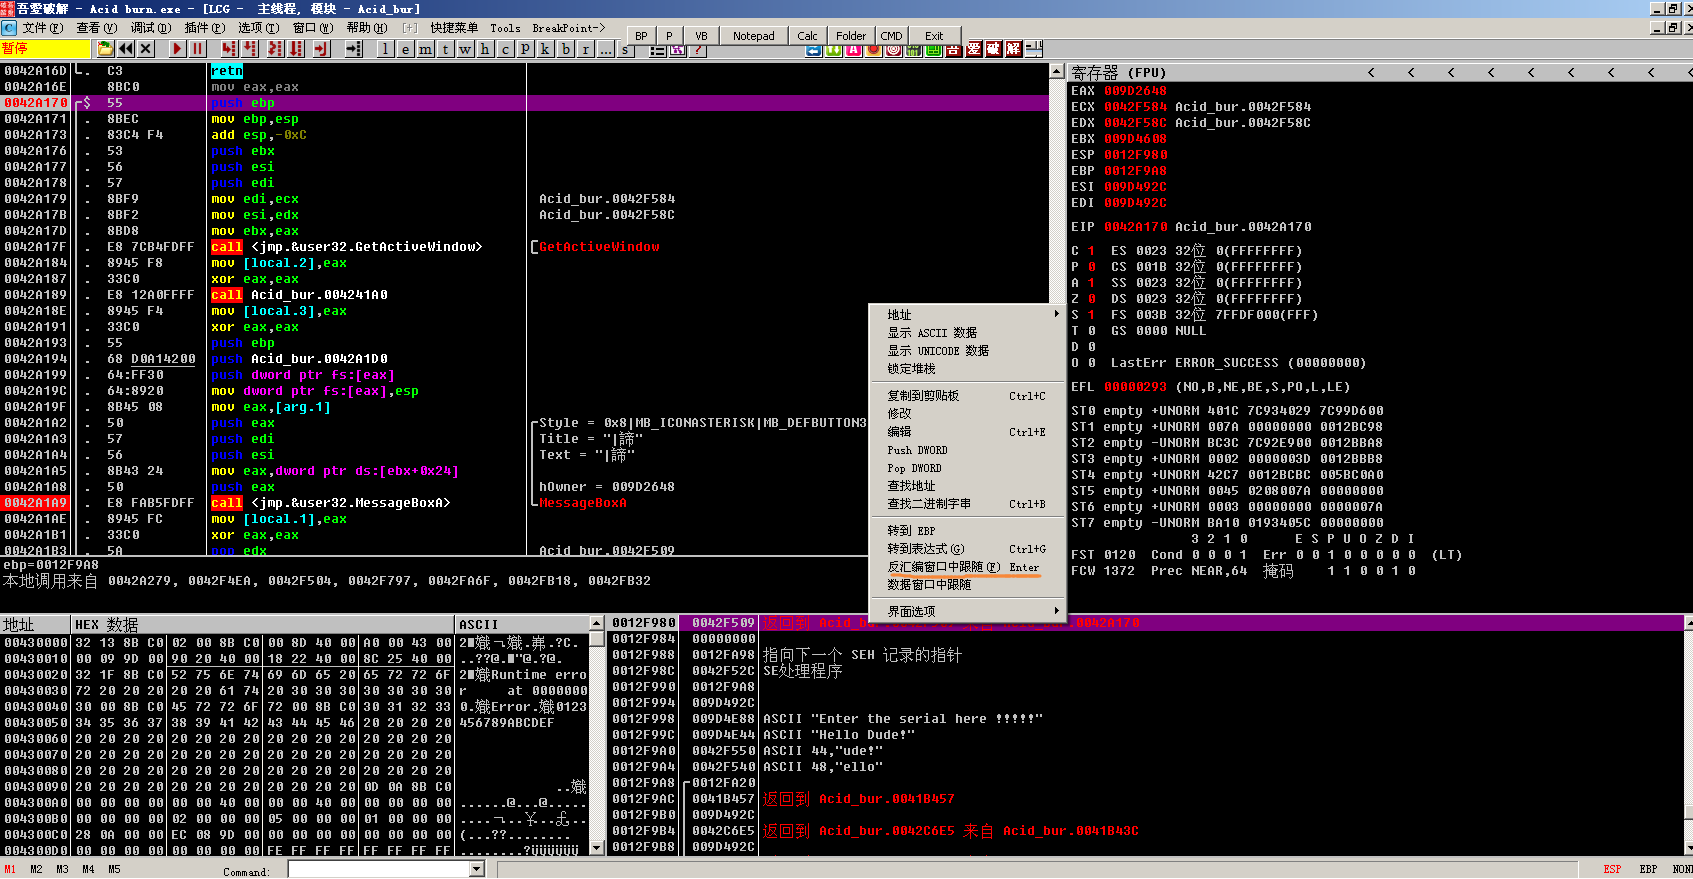 吾爱破解 - Acid burn.exe - [LCG -  主线程, 模块 - Acid_bur]
文件(F) 查看(V) 调试(D) 插件(P) 选项(T) 窗口(W) 帮助(H) [+] 快捷菜单 Tools BreakPoint->
BP P VB Notepad Calc Folder CMD Exit
暂停 l e m t w h c p k b r ... s
吾 爱 破 解
0042A16D . C3 retn
0042A16E 8BC0 mov eax,eax
0042A170 $ 55 push ebp
0042A171 . 8BEC mov ebp,esp
0042A173 . 83C4 F4 add esp,-0xC
0042A176 . 53 push ebx
0042A177 . 56 push esi
0042A178 . 57 push edi
0042A179 . 8BF9 mov edi,ecx Acid_bur.0042F584
0042A17B . 8BF2 mov esi,edx Acid_bur.0042F58C
0042A17D . 8BD8 mov ebx,eax
0042A17F . E8 7CB4FDFF call <jmp.&user32.GetActiveWindow> GetActiveWindow
0042A184 . 8945 F8 mov [local.2],eax
0042A187 . 33C0 xor eax,eax
0042A189 . E8 12A0FFFF call Acid_bur.004241A0
0042A18E . 8945 F4 mov [local.3],eax
0042A191 . 33C0 xor eax,eax
0042A193 . 55 push ebp
0042A194 . 68 D0A14200 push Acid_bur.0042A1D0
0042A199 . 64:FF30 push dword ptr fs:[eax]
0042A19C . 64:8920 mov dword ptr fs:[eax],esp
0042A19F . 8B45 08 mov eax,[arg.1]
0042A1A2 . 50 push eax Style = 0x8|MB_ICONASTERISK|MB_DEFBUTTON3
0042A1A3 . 57 push edi Title = "|諦"
0042A1A4 . 56 push esi Text = "|諦"
0042A1A5 . 8B43 24 mov eax,dword ptr ds:[ebx+0x24]
0042A1A8 . 50 push eax hOwner = 009D2648
0042A1A9 . E8 FAB5FDFF call <jmp.&user32.MessageBoxA> MessageBoxA
0042A1AE . 8945 FC mov [local.1],eax
0042A1B1 . 33C0 xor eax,eax
0042A1B3 . 5A pop edx Acid_bur.0042F509
ebp=0012F9A8
本地调用来自 0042A279, 0042F4EA, 0042F504, 0042F797, 0042FA6F, 0042FB18, 0042FB32
寄存器 (FPU) < < < < < < < < <
EAX 009D2648
ECX 0042F584 Acid_bur.0042F584
EDX 0042F58C Acid_bur.0042F58C
EBX 009D4608
ESP 0012F980
EBP 0012F9A8
ESI 009D492C
EDI 009D492C
EIP 0042A170 Acid_bur.0042A170
C 1 ES 0023 32位 0(FFFFFFFF)
P 0 CS 001B 32位 0(FFFFFFFF)
A 1 SS 0023 32位 0(FFFFFFFF)
Z 0 DS 0023 32位 0(FFFFFFFF)
S 1 FS 003B 32位 7FFDF000(FFF)
T 0 GS 0000 NULL
D 0
O 0 LastErr ERROR_SUCCESS (00000000)
EFL 00000293 (NO,B,NE,BE,S,PO,L,LE)
ST0 empty +UNORM 401C 7C934029 7C99D600
ST1 empty +UNORM 007A 00000000 0012BC98
ST2 empty -UNORM BC3C 7C92E900 0012BBA8
ST3 empty +UNORM 0002 0000003D 0012BBB8
ST4 empty +UNORM 42C7 0012BCBC 005BC0A0
ST5 empty +UNORM 0045 0208007A 00000000
ST6 empty +UNORM 0003 00000000 0000007A
ST7 empty -UNORM BA10 0193405C 00000000
3 2 1 0 E S P U O Z D I
FST 0120 Cond 0 0 0 1 Err 0 0 1 0 0 0 0 0 (LT)
FCW 1372 Prec NEAR,64 掩码 1 1 0 0 1 0
地址
显示 ASCII 数据
显示 UNICODE 数据
锁定堆栈
复制到剪贴板 Ctrl+C
修改
编辑 Ctrl+E
Push DWORD
Pop DWORD
查找地址
查找二进制字串 Ctrl+B
转到 EBP
转到表达式(G) Ctrl+G
反汇编窗口中跟随(F) Enter
数据窗口中跟随
界面选项
地址 HEX 数据 ASCII
00430000 32 13 8B C0 02 00 8B C0 00 8D 40 00 A0 00 43 00
00430010 00 09 9D 00 90 20 40 00 18 22 40 00 8C 25 40 00
00430020 32 1F 8B C0 52 75 6E 74 69 6D 65 20 65 72 72 6F Runtime erro
00430030 72 20 20 20 20 20 61 74 20 30 30 30 30 30 30 30 r     at 0000000
00430040 30 00 8B C0 45 72 72 6F 72 00 8B C0 30 31 32 33 0.嬂Error.嬂0123
00430050 34 35 36 37 38 39 41 42 43 44 45 46 20 20 20 20 456789ABCDEF
00430060 20 20 20 20 20 20 20 20 20 20 20 20 20 20 20 20
00430070 20 20 20 20 20 20 20 20 20 20 20 20 20 20 20 20
00430080 20 20 20 20 20 20 20 20 20 20 20 20 20 20 20 20
00430090 20 20 20 20 20 20 20 20 20 20 20 20 0D 0A 8B C0 ..嬂
004300A0 00 00 00 00 00 00 40 00 00 00 40 00 00 00 00 00 ......@...@.....
004300B0 00 00 00 00 02 00 00 00 05 00 00 00 01 00 00 00
004300C0 28 0A 00 00 EC 08 9D 00 00 00 00 00 00 00 00 00 (...??........
004300D0 00 00 00 00 00 00 00 00 FE FF FF FF FF FF FF FF
0012F980 0042F509 返回到 Acid_bur.0042F509 来自 Acid_bur.0042A170
0012F984 00000000
0012F988 0012FA98 指向下一个 SEH 记录的指针
0012F98C 0042F52C SE处理程序
0012F990 0012F9A8
0012F994 009D492C
0012F998 009D4E88 ASCII "Enter the serial here !!!!!"
0012F99C 009D4E44 ASCII "Hello Dude!"
0012F9A0 0042F550 ASCII 44,"ude!"
0012F9A4 0042F540 ASCII 48,"ello"
0012F9A8 0012FA20
0012F9AC 0041B457 返回到 Acid_bur.0041B457
0012F9B0 009D492C
0012F9B4 0042C6E5 返回到 Acid_bur.0042C6E5 来自 Acid_bur.0041B43C
0012F9B8 009D492C
M1 M2 M3 M4 M5 Command: ESP EBP NONE